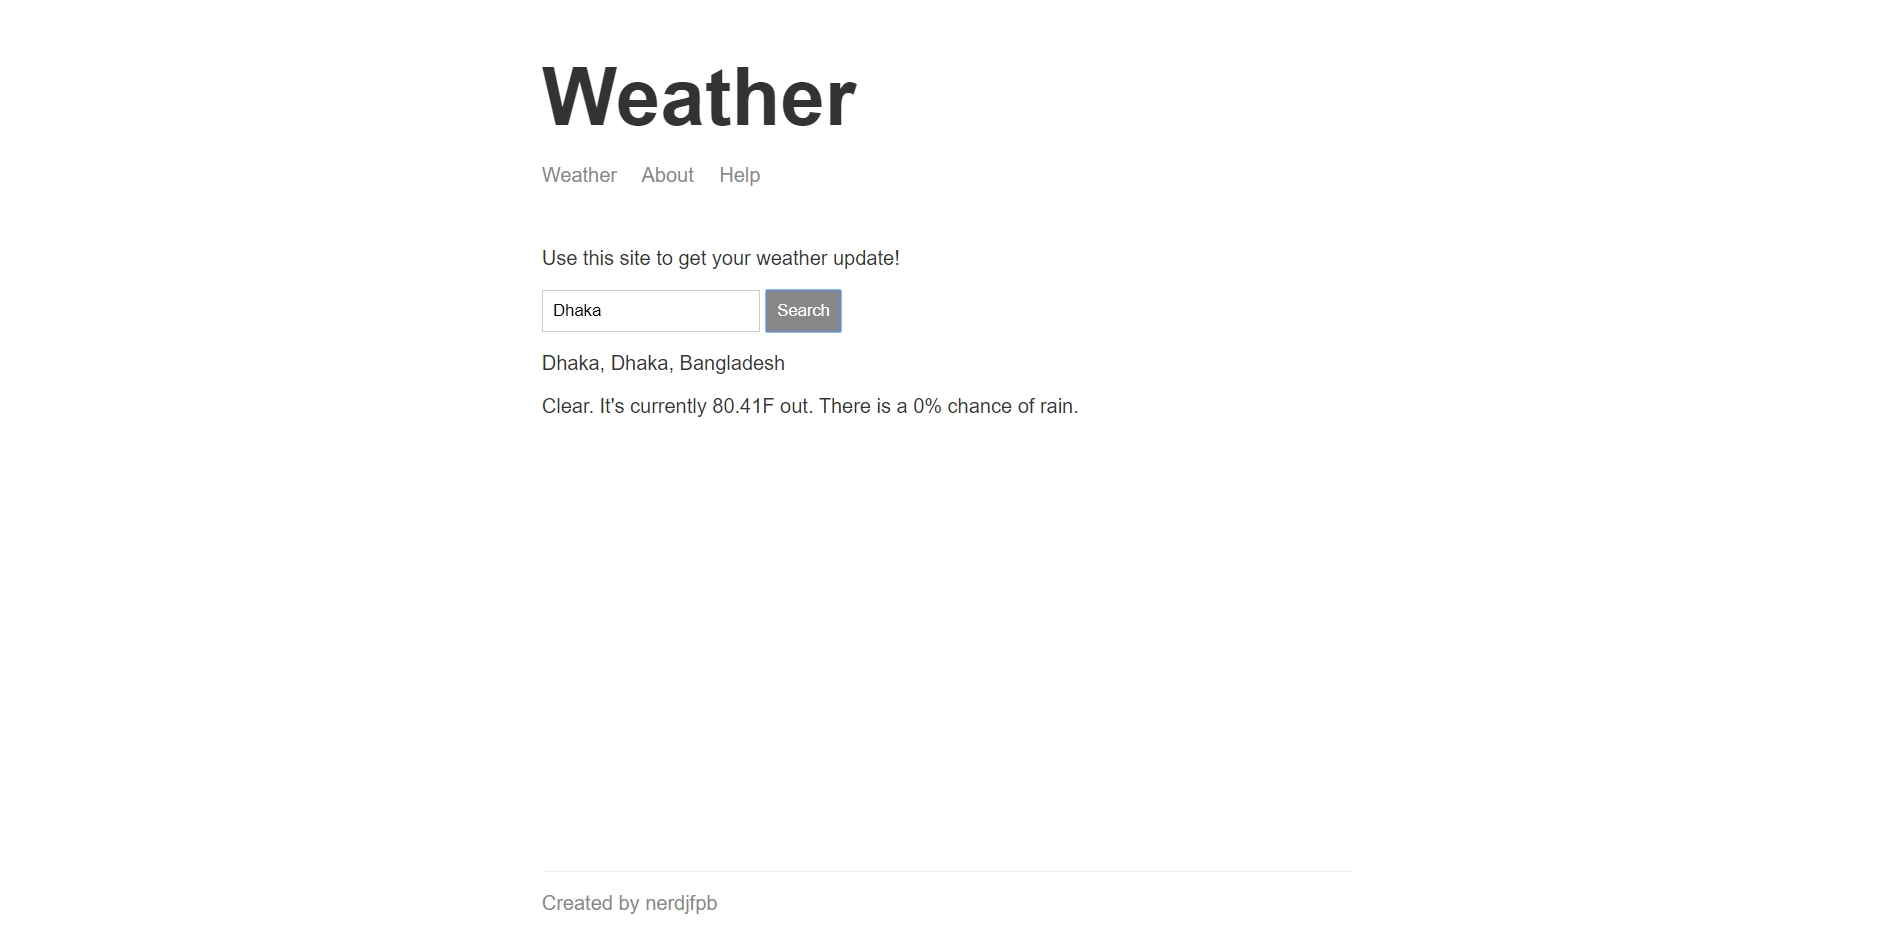 Weather
Weather About Help
Use this site to get your weather update!
Dhaka Search
Dhaka, Dhaka, Bangladesh
Clear. It's currently 80.41F out. There is a 0% chance of rain.
Created by nerdjfpb